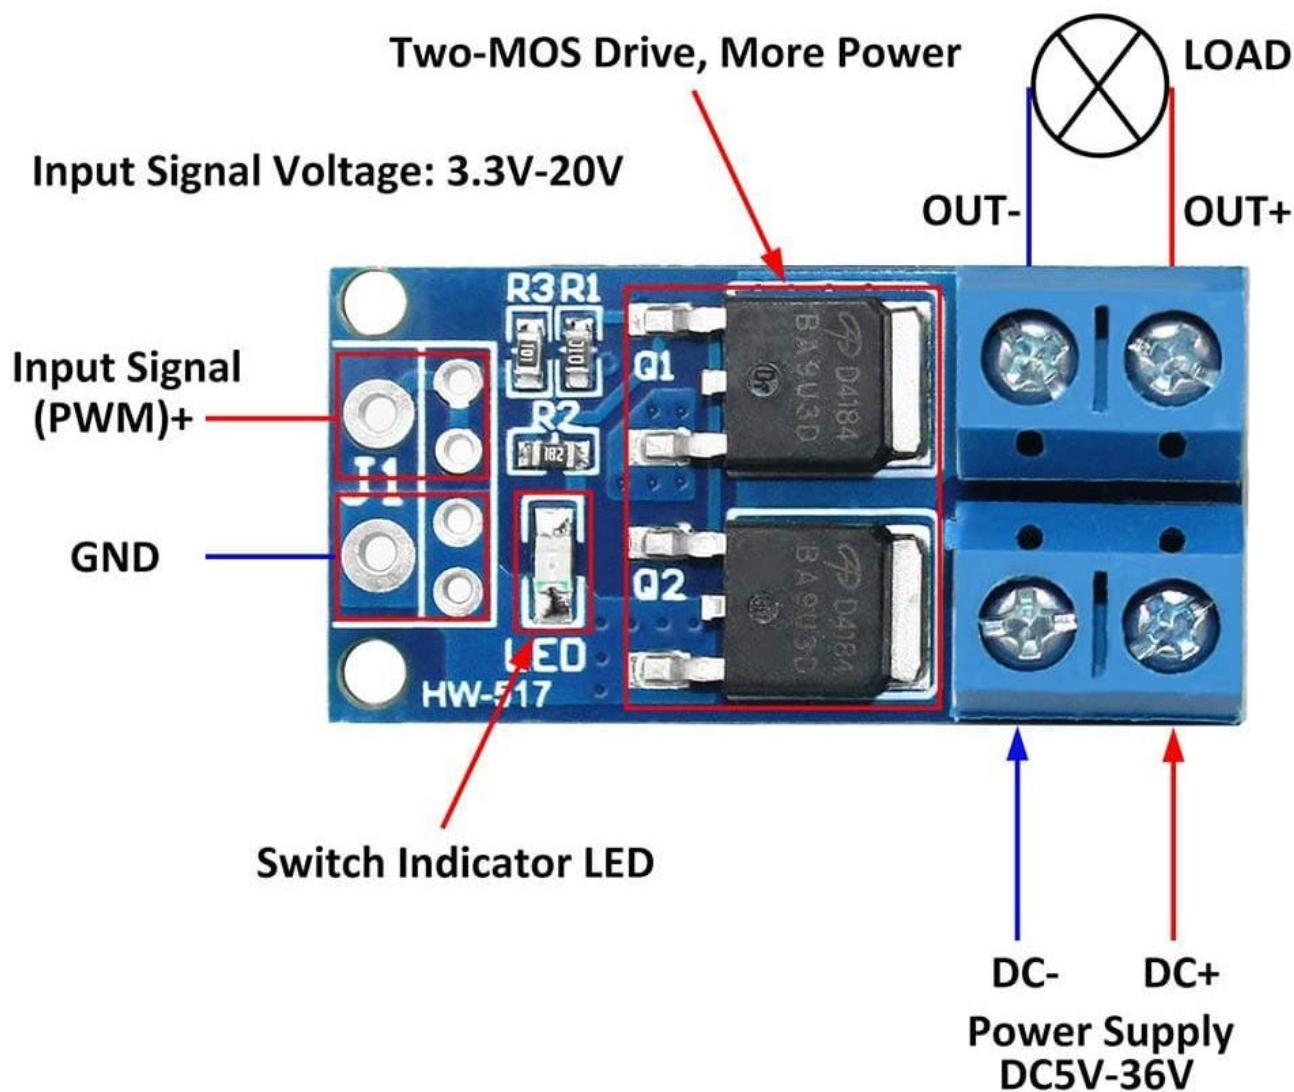 Two-MOS Drive, More Power
LOAD
Input Signal Voltage: 3.3V-20V
OUT-
OUT+
R3 R1
Input Signal
(PWM)+
101
Q1
D4184
BA9U3D
R2
182
J1
GND
Q2
D4184
BA9U3D
LED
HW-517
Switch Indicator LED
DC-
DC+
Power Supply
DC5V-36V